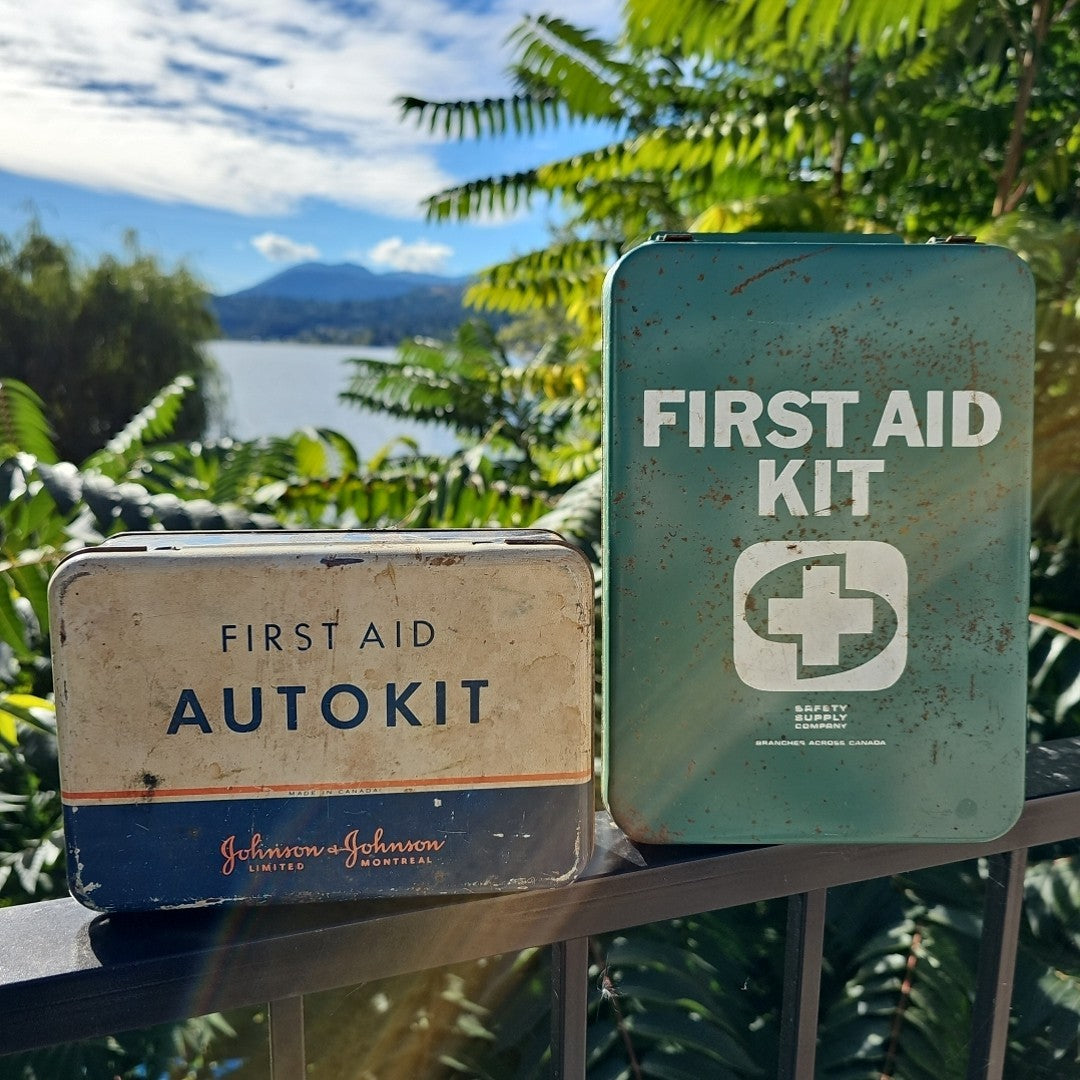 FIRST AID
AUTOKIT
MADE IN CANADA
Johnson & Johnson
LIMITED MONTREAL
FIRST AID
KIT
SAFETY
SUPPLY
COMPANY
BRANCHES ACROSS CANADA